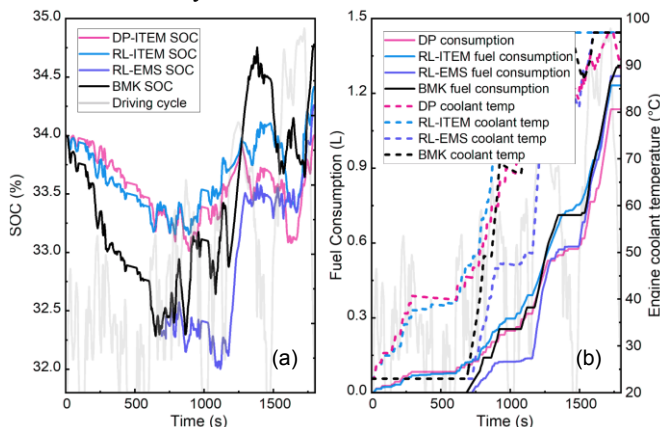 35.0
34.5
34.0
33.5
33.0
32.5
32.0
SOC (%)
DP-ITEM SOC
RL-ITEM SOC
RL-EMS SOC
BMK SOC
Driving cycle
(a)
0 500 1000 1500
Time (s)
1.5
1.2
0.9
0.6
0.3
0.0
Fuel Consumption (L)
DP consumption
RL-ITEM fuel consumption
RL-EMS fuel consumption
BMK fuel consumption
DP coolant temp
RL-ITEM coolant temp
RL-EMS coolant temp
BMK coolant temp
(b)
0 500 1000 1500
Time (s)
100
90
80
70
60
50
40
30
20
Engine coolant temperature (°C)